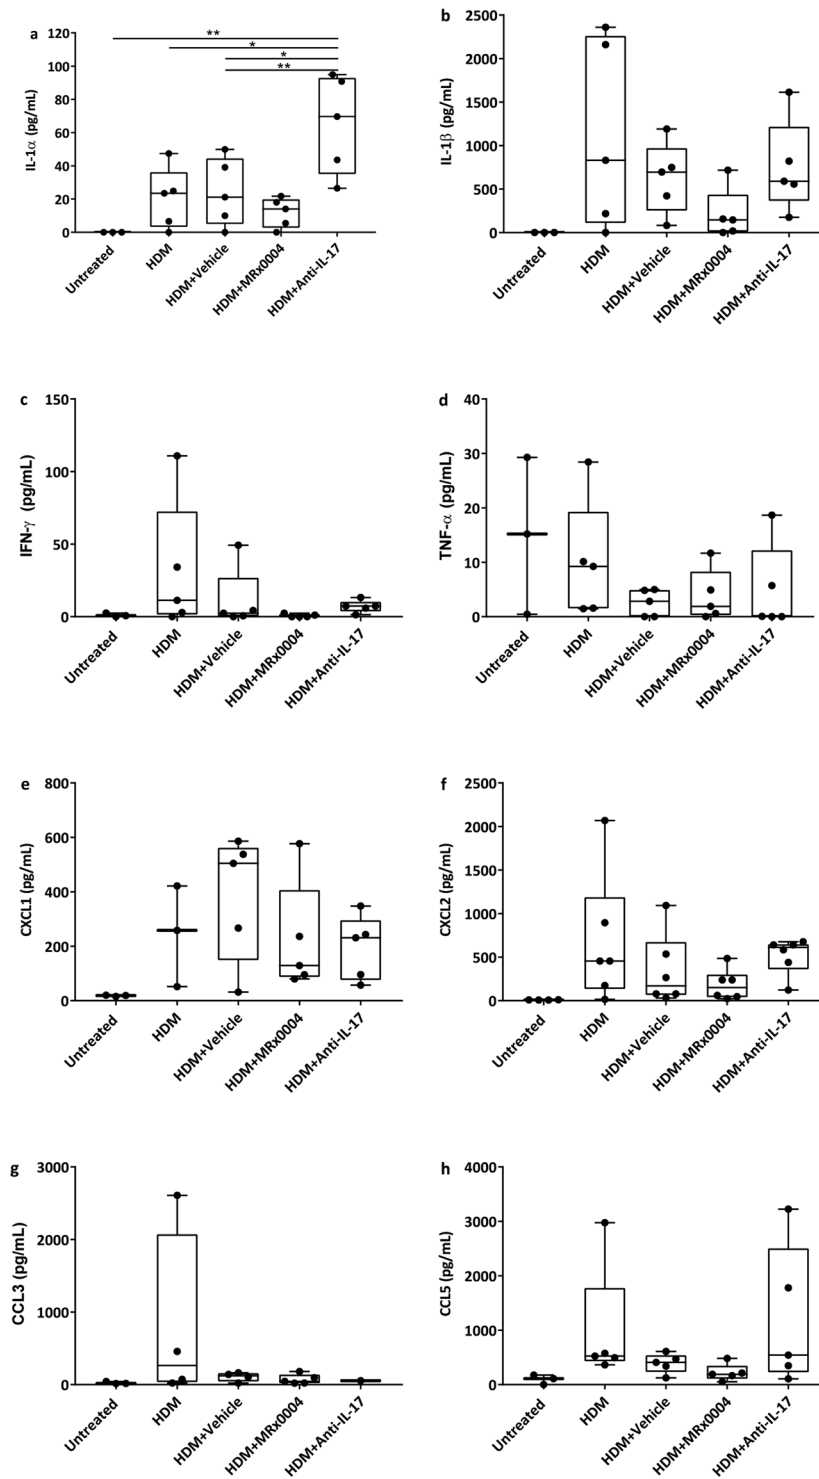 a
IL-1α (pg/mL)
120
100
80
60
40
20
0
**
*
*
**
Untreated
HDM
HDM+Vehicle
HDM+MRx0004
HDM+Anti-IL-17
b
IL-1β (pg/mL)
2500
2000
1500
1000
500
0
Untreated
HDM
HDM+Vehicle
HDM+MRx0004
HDM+Anti-IL-17
c
IFN-γ (pg/mL)
150
100
50
0
Untreated
HDM
HDM+Vehicle
HDM+MRx0004
HDM+Anti-IL-17
d
TNF-α (pg/mL)
40
30
20
10
0
Untreated
HDM
HDM+Vehicle
HDM+MRx0004
HDM+Anti-IL-17
e
CXCL1 (pg/mL)
800
600
400
200
0
Untreated
HDM
HDM+Vehicle
HDM+MRx0004
HDM+Anti-IL-17
f
CXCL2 (pg/mL)
2500
2000
1500
1000
500
0
Untreated
HDM
HDM+Vehicle
HDM+MRx0004
HDM+Anti-IL-17
g
CCL3 (pg/mL)
3000
2000
1000
0
Untreated
HDM
HDM+Vehicle
HDM+MRx0004
HDM+Anti-IL-17
h
CCL5 (pg/mL)
4000
3000
2000
1000
0
Untreated
HDM
HDM+Vehicle
HDM+MRx0004
HDM+Anti-IL-17